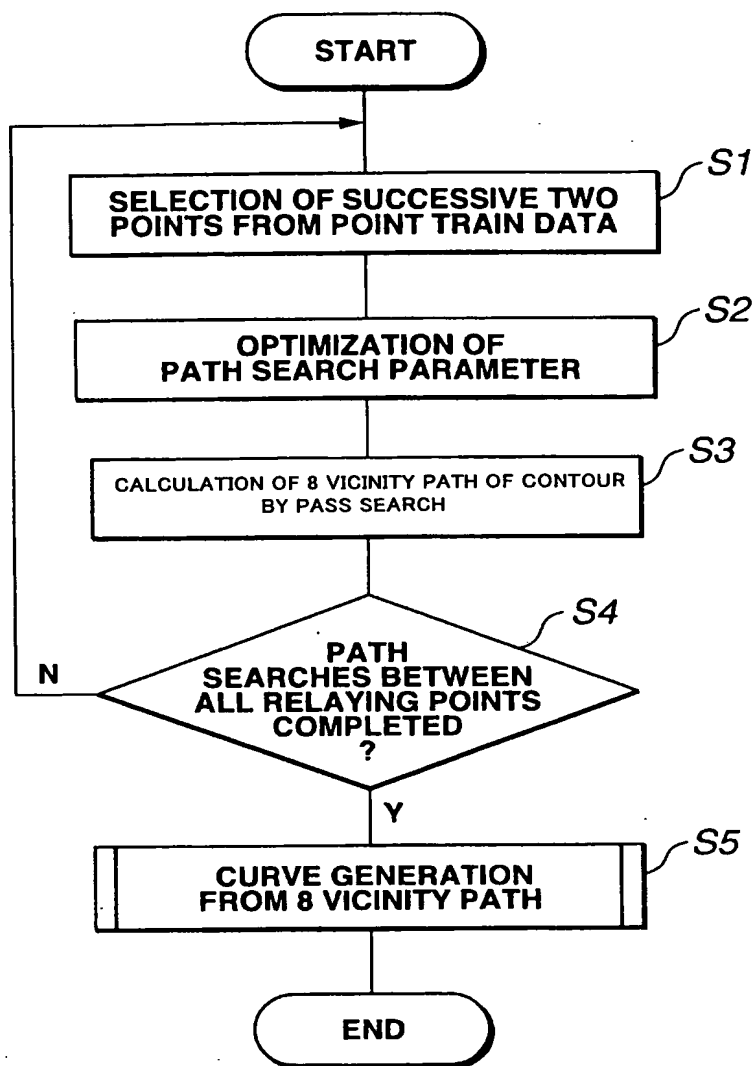 START
S1
SELECTION OF SUCCESSIVE TWO
POINTS FROM POINT TRAIN DATA
S2
OPTIMIZATION OF
PATH SEARCH PARAMETER
S3
CALCULATION OF 8 VICINITY PATH OF CONTOUR
BY PASS SEARCH
S4
N
PATH
SEARCHES BETWEEN
ALL RELAYING POINTS
COMPLETED
?
Y
S5
CURVE GENERATION
FROM 8 VICINITY PATH
END